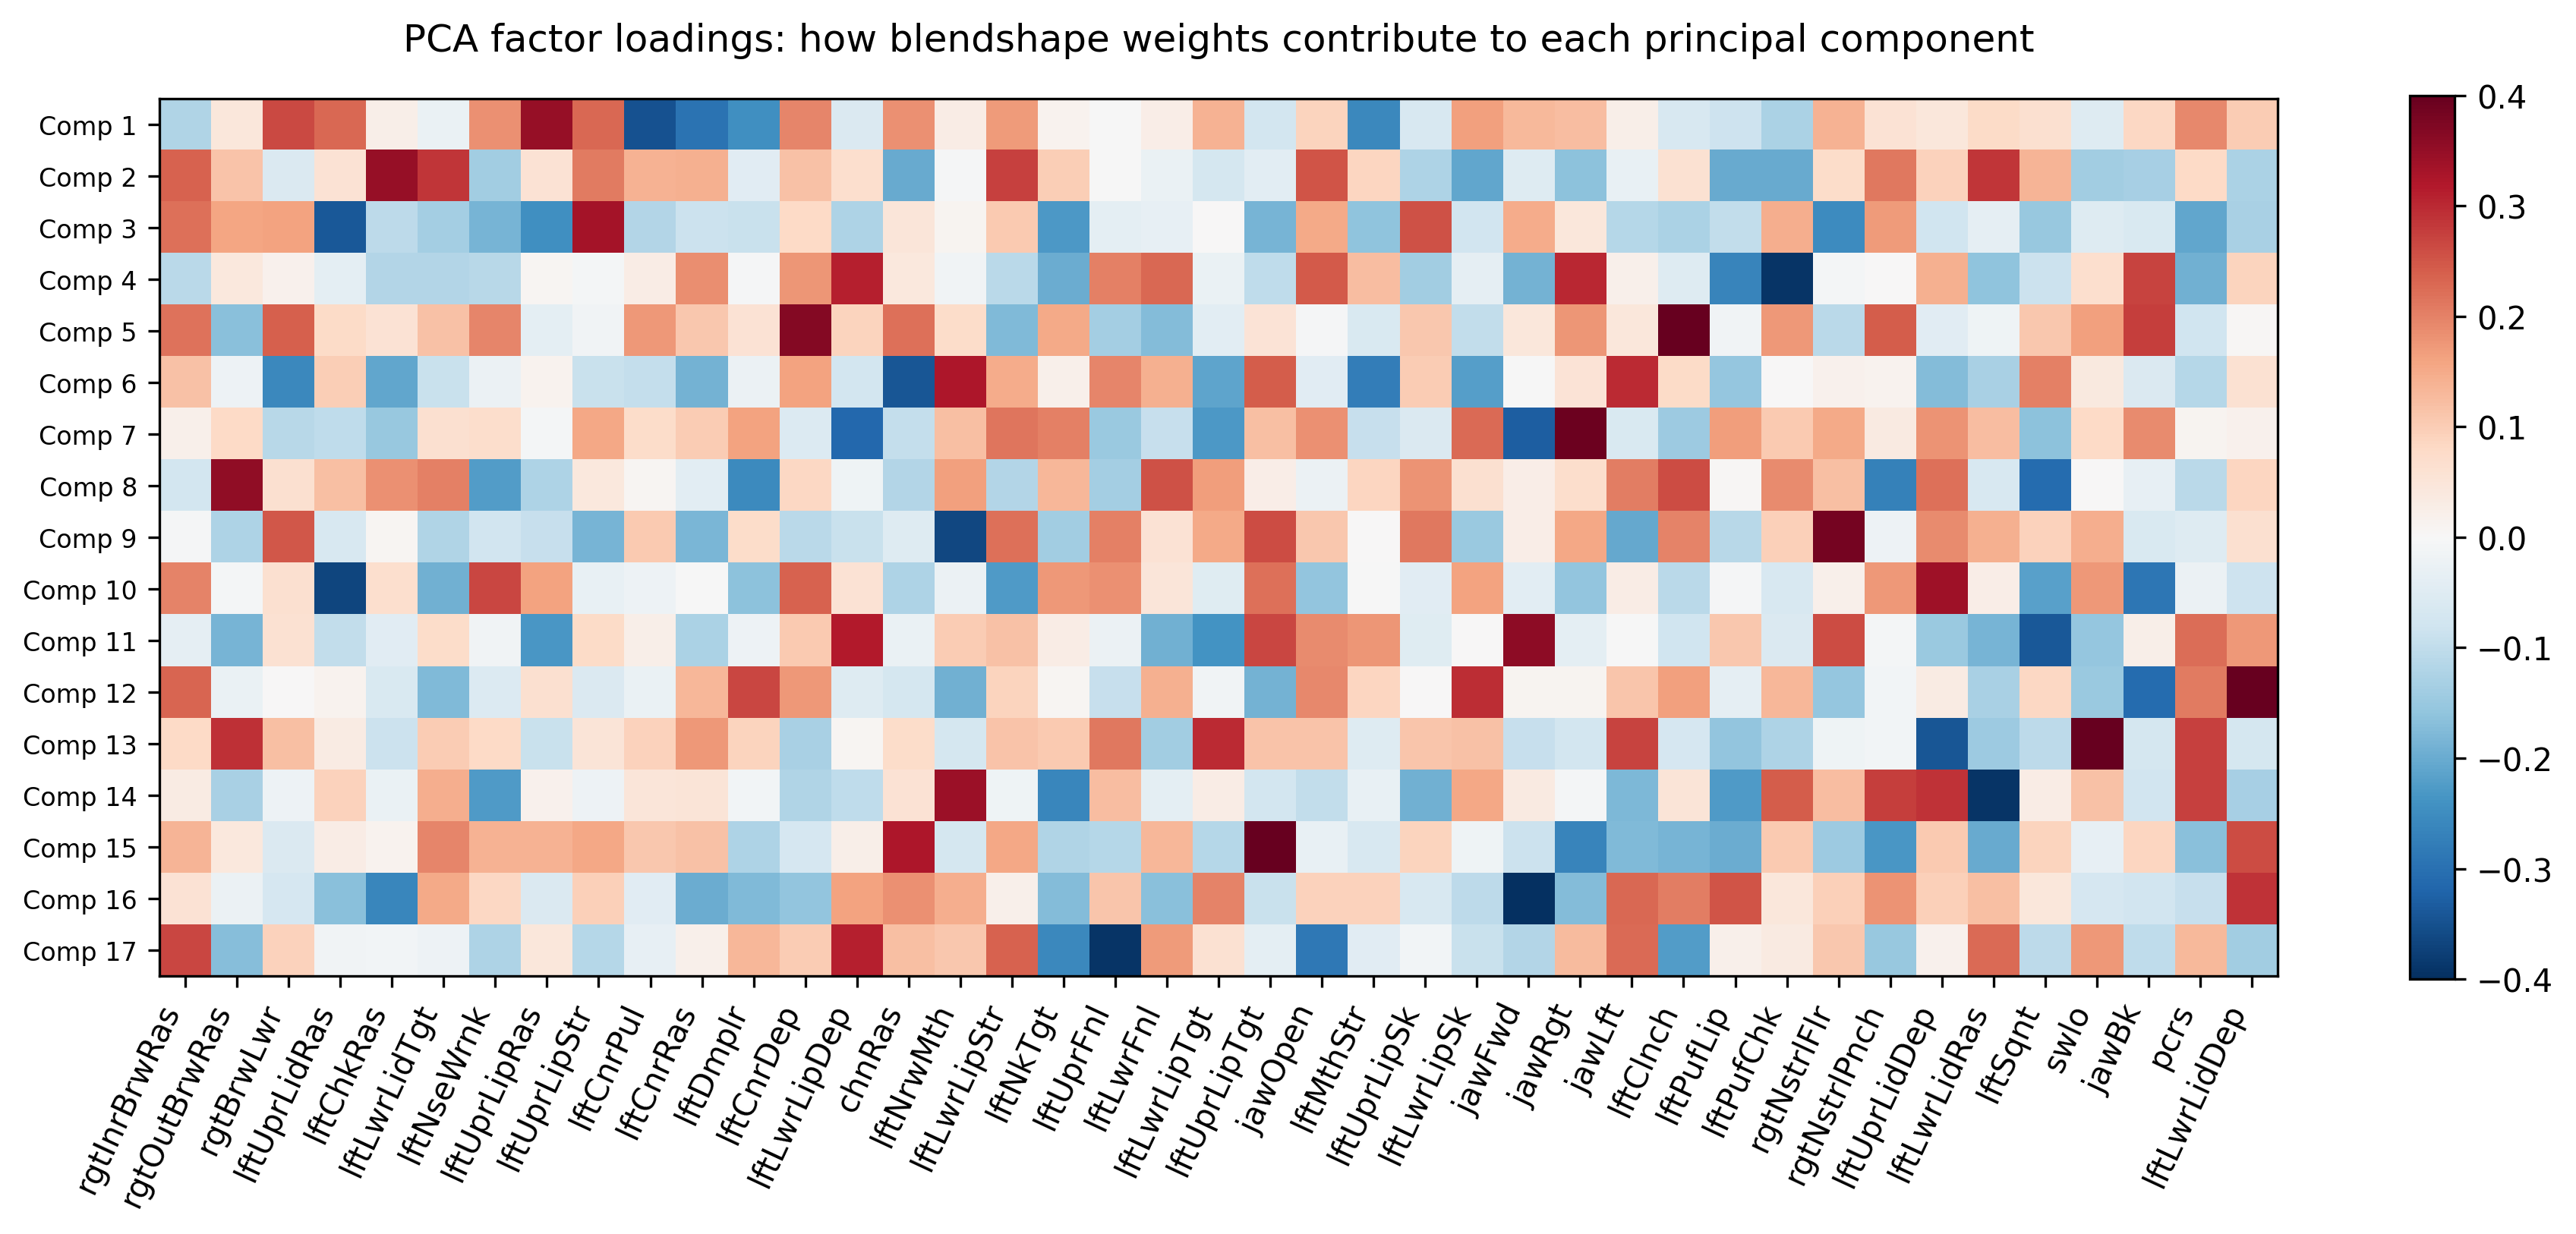 PCA factor loadings: how blendshape weights contribute to each principal component
Comp 1
Comp 2
Comp 3
Comp 4
Comp 5
Comp 6
Comp 7
Comp 8
Comp 9
Comp 10
Comp 11
Comp 12
Comp 13
Comp 14
Comp 15
Comp 16
Comp 17
rgtInrBrwRas
rgtOutBrwRas
rgtBrwLwr
lftUprLidRas
lftChkRas
lftLwrLidTgt
lftNseWrnk
lftUprLipRas
lftUprLipStr
lftCnrPul
lftCnrRas
lftDmplr
lftCnrDep
lftLwrLipDep
chnRas
lftNrwMth
lftLwrLipStr
lftNkTgt
lftUprFnl
lftLwrFnl
lftLwrLipTgt
lftUprLipTgt
jawOpen
lftMthStr
lftUprLipSk
lftLwrLipSk
jawFwd
jawRgt
jawLft
lftClnch
lftPufLip
lftPufChk
rgtNstrlFlr
rgtNstrlPnch
lftUprLidDep
lftLwrLidRas
lftSqnt
swlo
jawBk
pcrs
lftLwrLidDep
0.4
0.3
0.2
0.1
0.0
−0.1
−0.2
−0.3
−0.4